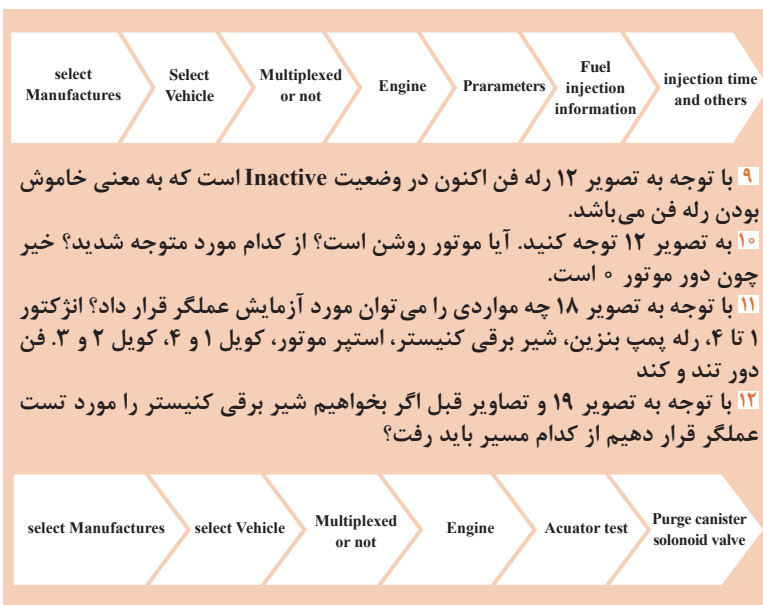 select
Manufactures
Select
Vehicle
Multiplexed
or not
Engine
Prarameters
Fuel
injection
information
injection time
and others
۹ با توجه به تصویر ۱۲ رله فن اکنون در وضعیت Inactive است که به معنی خاموش
بودن رله فن می‌باشد.
۱۰ به تصویر ۱۲ توجه کنید. آیا موتور روشن است؟ از کدام مورد متوجه شدید؟ خیر
چون دور موتور ۰ است.
۱۱ با توجه به تصویر ۱۸ چه مواردی را می‌توان مورد آزمایش عملگر قرار داد؟ انژکتور
۱ تا ۴، رله پمپ بنزین، شیر برقی کنیستر، استپر موتور، کویل ۱ و ۴، کویل ۲ و ۳. فن
دور تند و کند
۱۲ با توجه به تصویر ۱۹ و تصاویر قبل اگر بخواهیم شیر برقی کنیستر را مورد تست
عملگر قرار دهیم از کدام مسیر باید رفت؟
select Manufactures
select Vehicle
Multiplexed
or not
Engine
Acuator test
Purge canister
solonoid valve